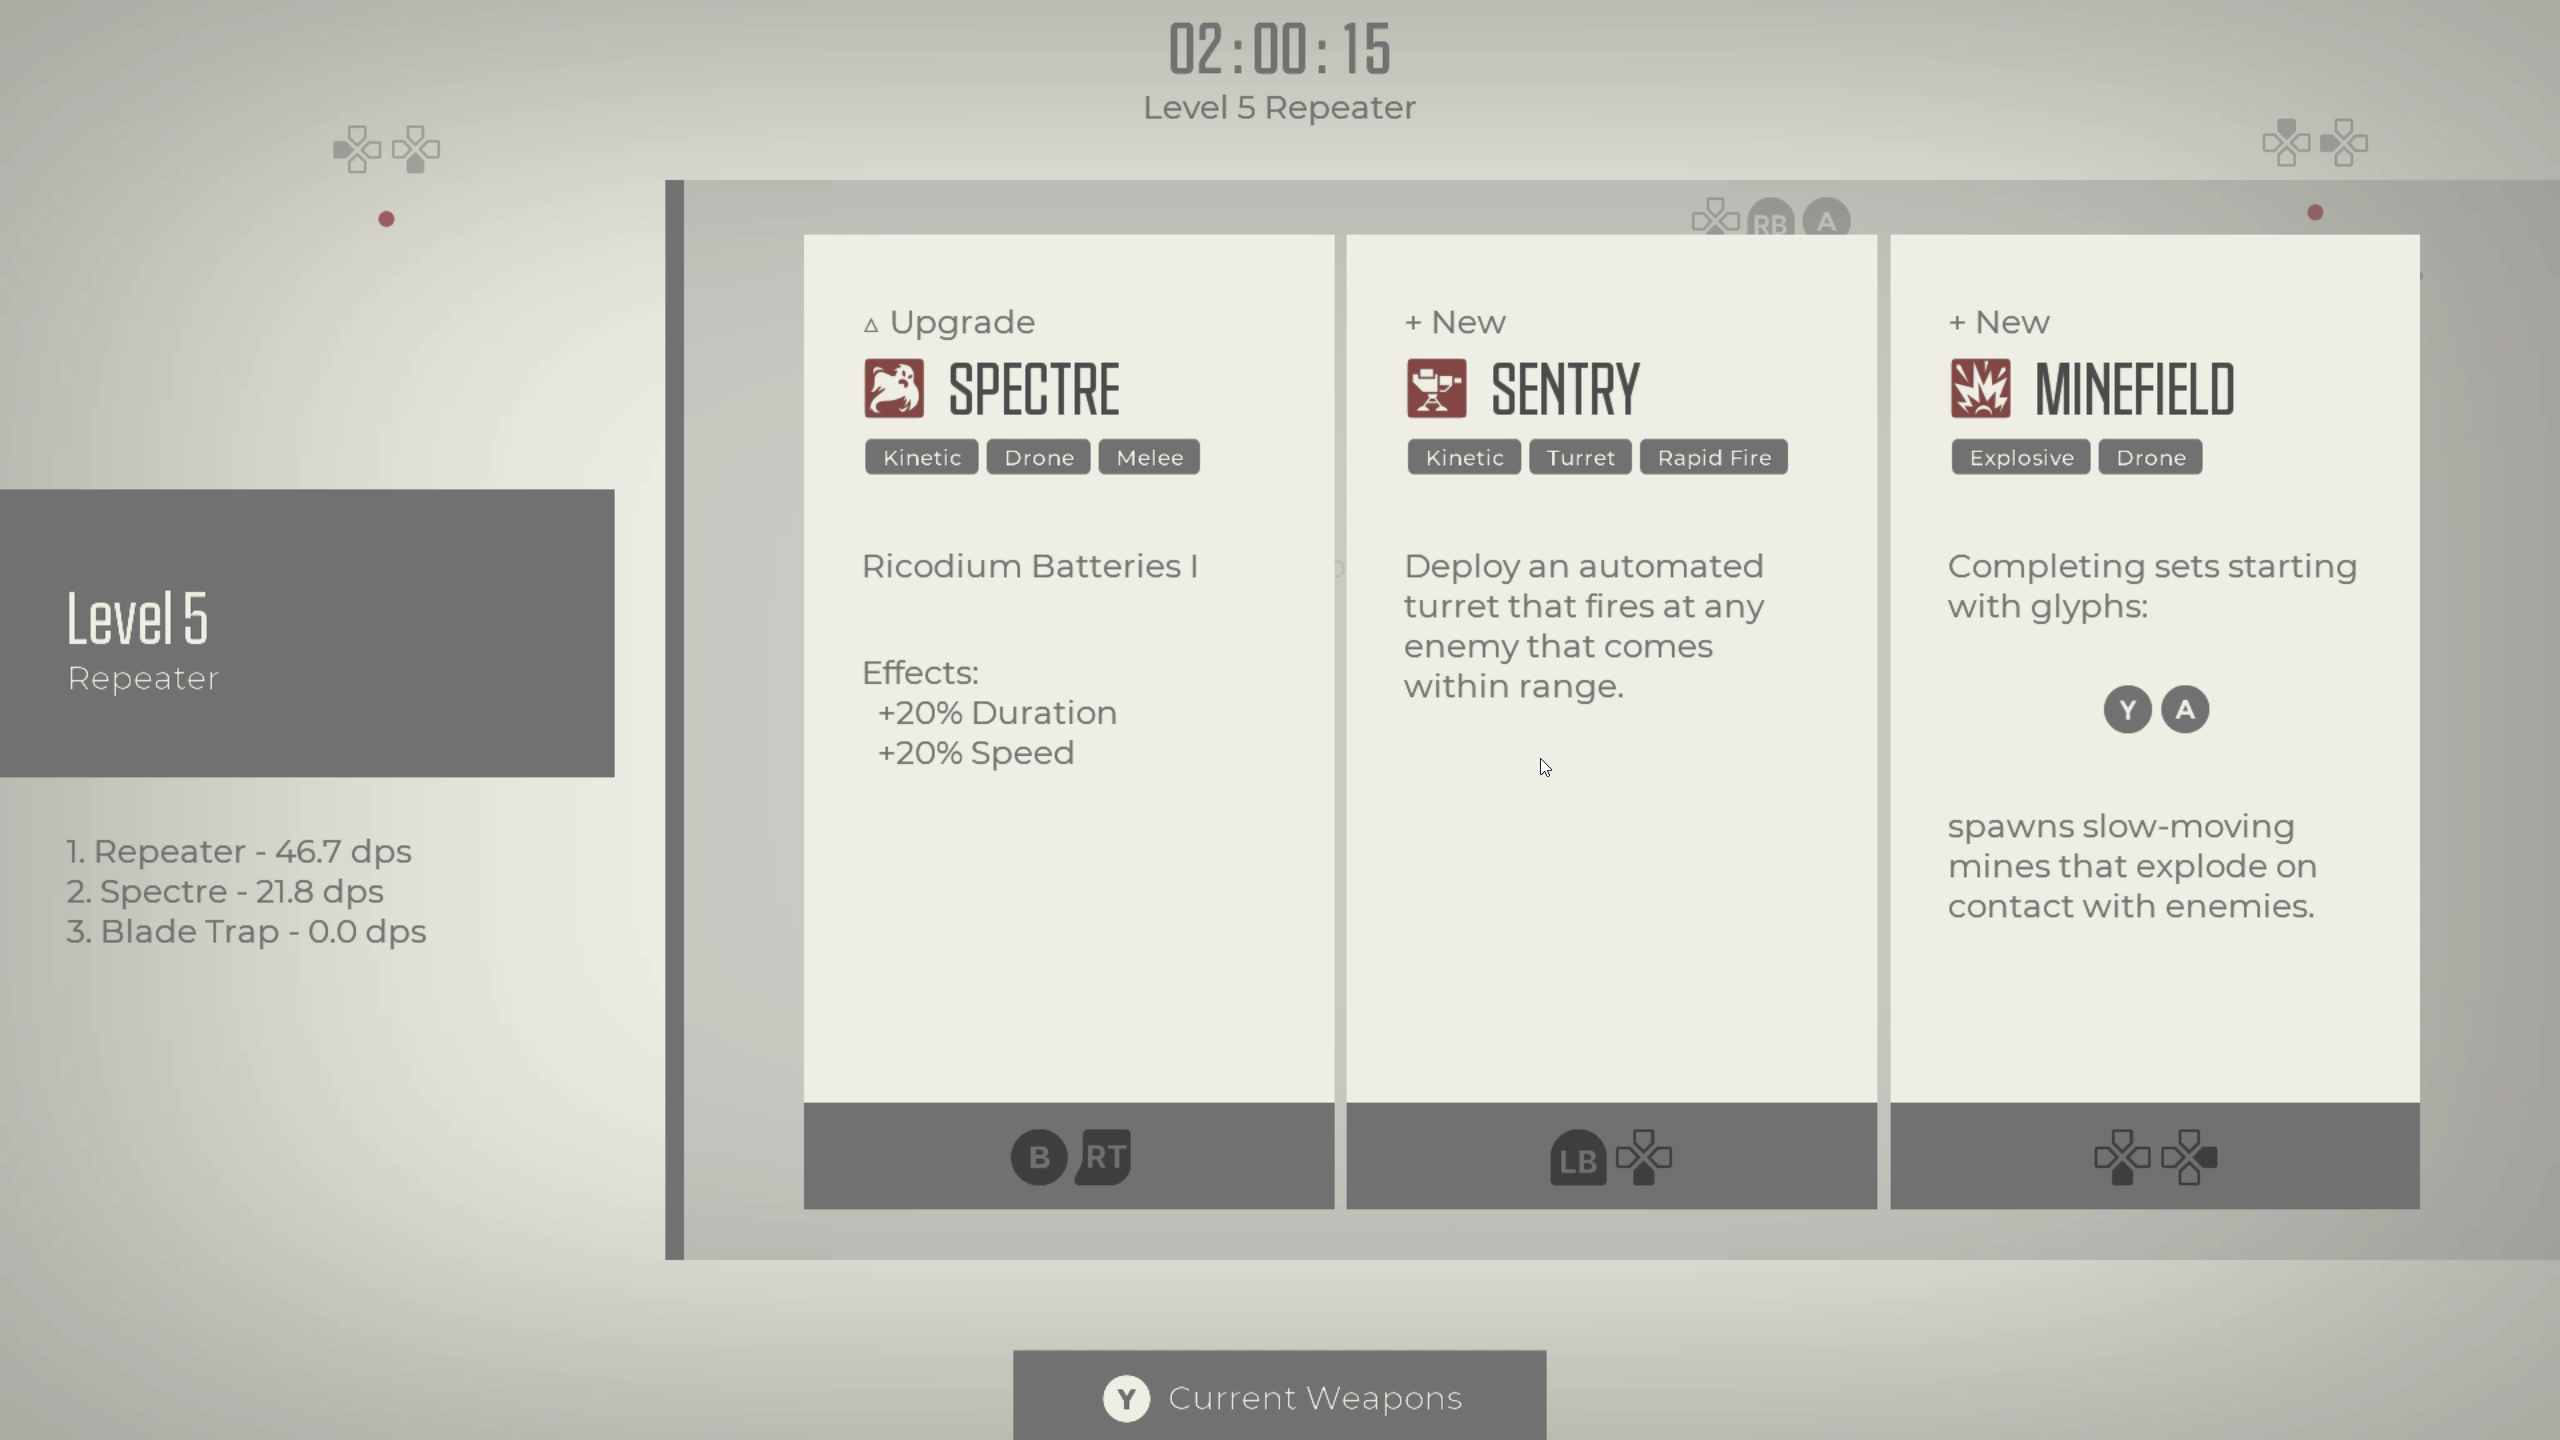 02:00:15
Level 5 Repeater
RB A
△ Upgrade
SPECTRE
Kinetic Drone Melee
Ricodium Batteries I
Effects:
+20% Duration
+20% Speed
B RT
+ New
SENTRY
Kinetic Turret Rapid Fire
Deploy an automated
turret that fires at any
enemy that comes
within range.
LB
+ New
MINEFIELD
Explosive Drone
Completing sets starting
with glyphs:
Y A
spawns slow-moving
mines that explode on
contact with enemies.
Level 5
Repeater
1. Repeater - 46.7 dps
2. Spectre - 21.8 dps
3. Blade Trap - 0.0 dps
Y Current Weapons